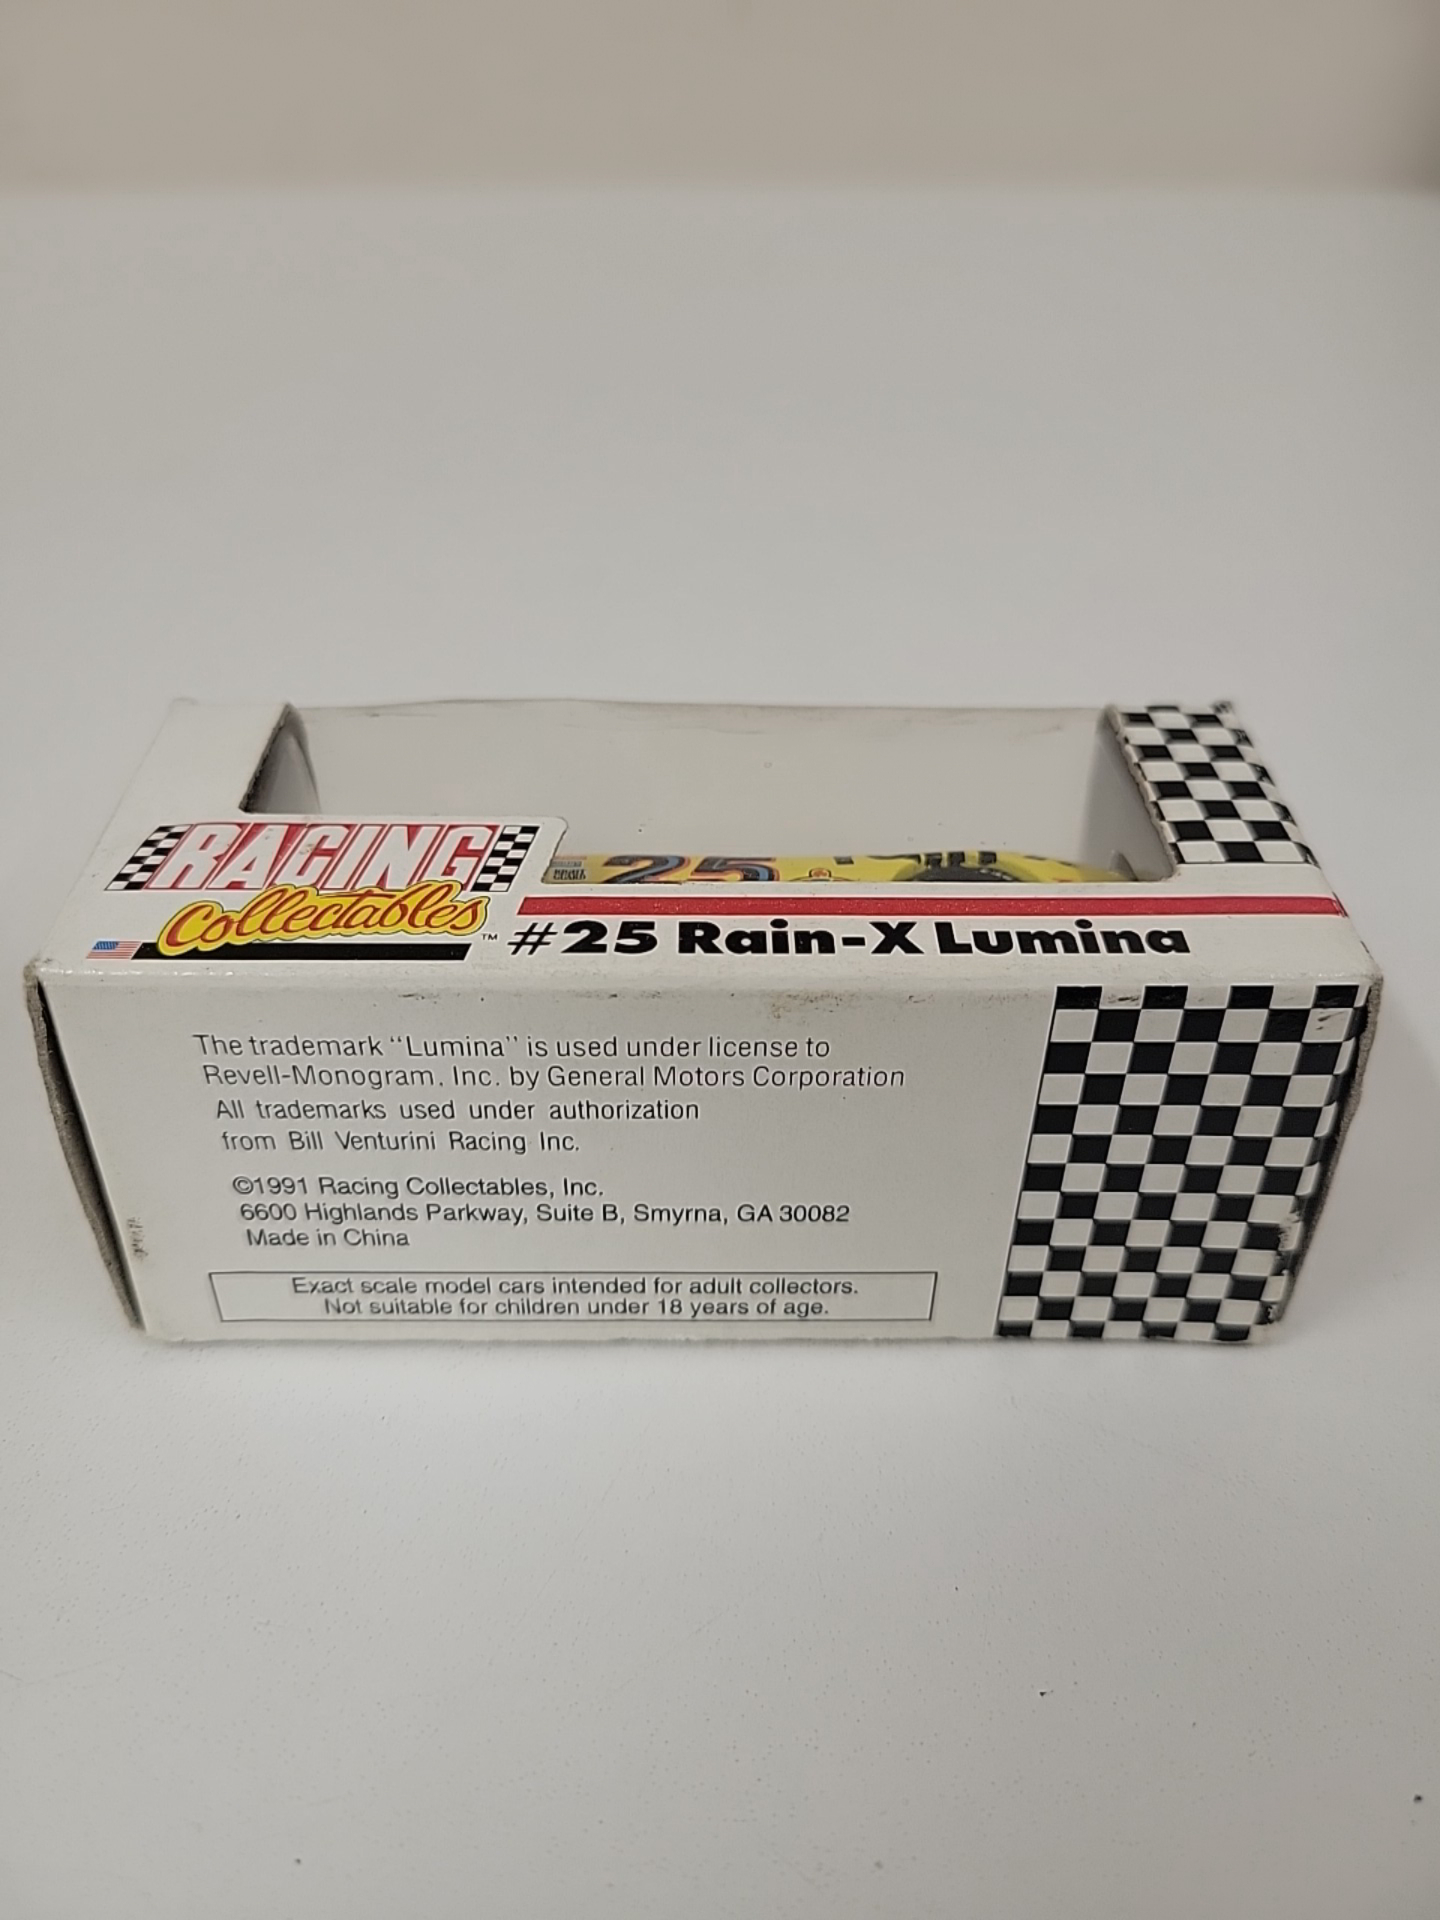 RACING
Collectables
TM
25
#25 Rain-X Lumina
The trademark "Lumina" is used under license to
Revell-Monogram, Inc. by General Motors Corporation
All trademarks used under authorization
from Bill Venturini Racing Inc.
©1991 Racing Collectables, Inc.
6600 Highlands Parkway, Suite B, Smyrna, GA 30082
Made in China
Exact scale model cars intended for adult collectors.
Not suitable for children under 18 years of age.